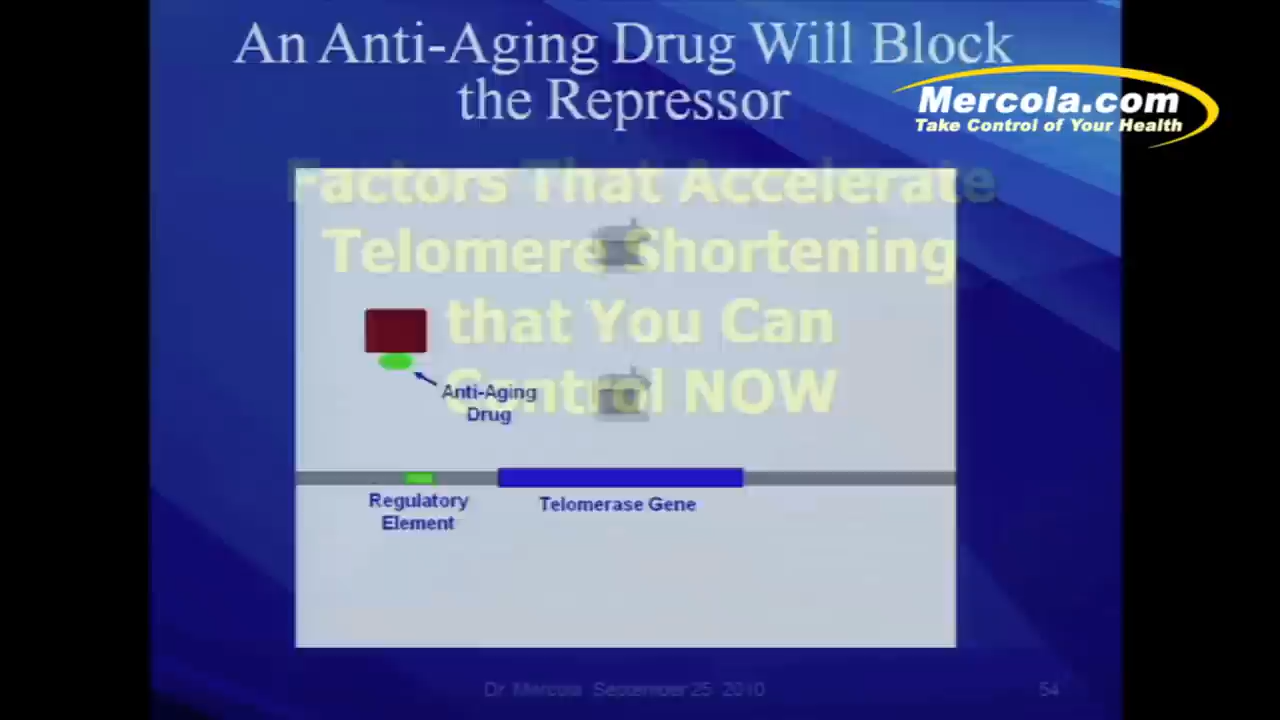 An Anti-Aging Drug Will Block
the Repressor
Mercola.com
Take Control of Your Health
Factors That Accelerate
Telomere Shortening
that You Can
Control NOW
Anti-Aging
Drug
Regulatory
Element
Telomerase Gene
Dr. Mercola September 25, 2010
54